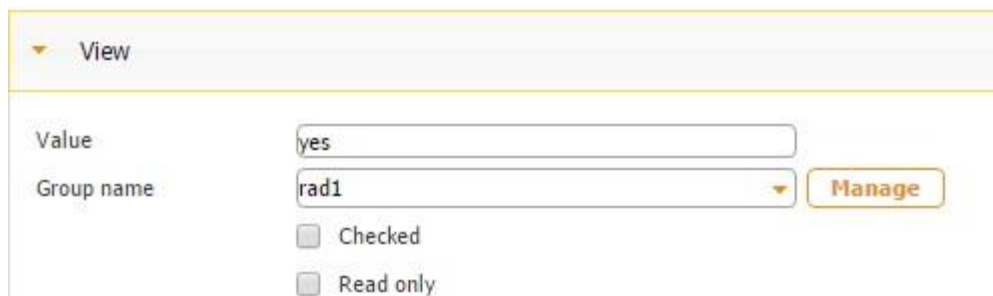 View
Value yes
Group name rad1 Manage
Checked
Read only